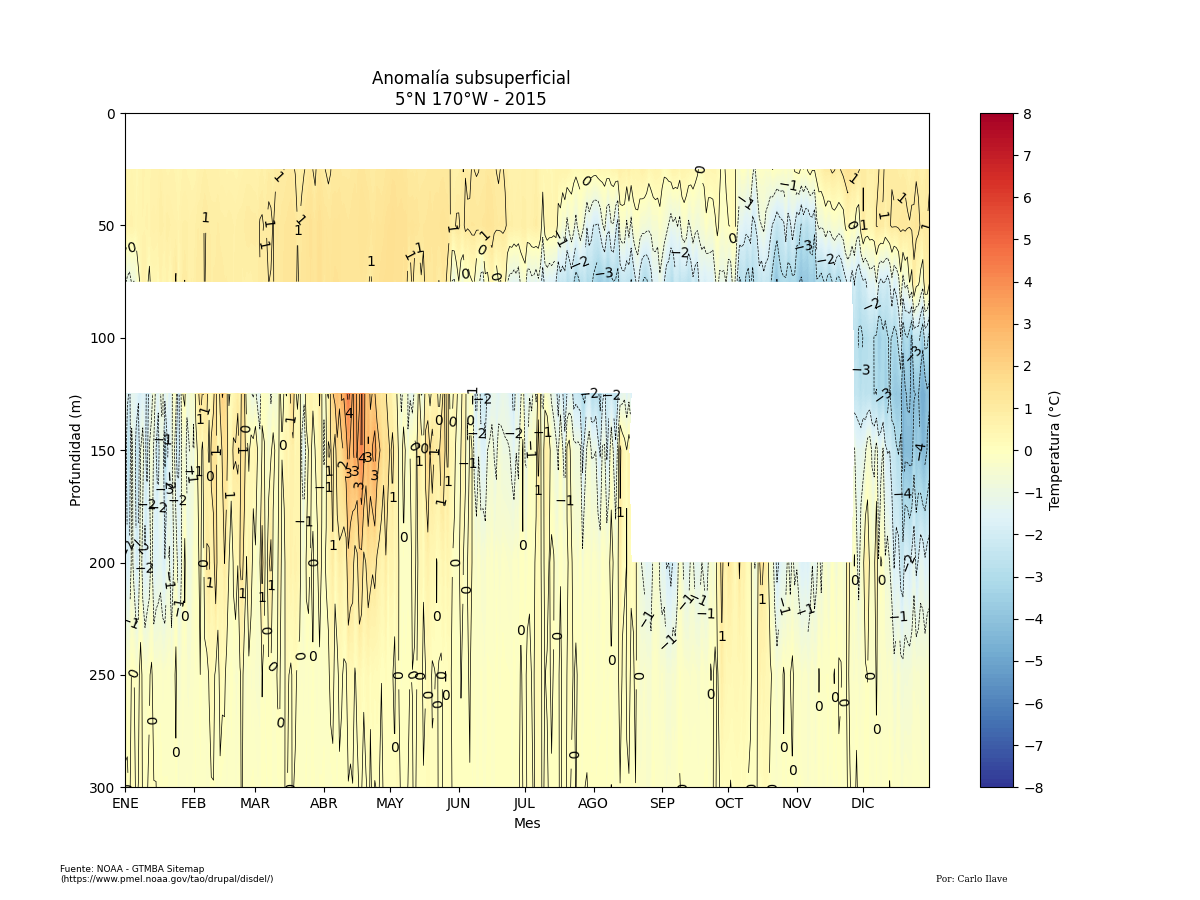 Anomalía subsuperficial
5°N 170°W - 2015
0
50
100
150
200
250
300
Profundidad (m)
ENE FEB MAR ABR MAY JUN JUL AGO SEP OCT NOV DIC
Mes
8
7
6
5
4
3
2
1
0
−1
−2
−3
−4
−5
−6
−7
−8
Temperatura (°C)
Fuente: NOAA - GTMBA Sitemap
(https://www.pmel.noaa.gov/tao/drupal/disdel/)
Por: Carlo Ilave